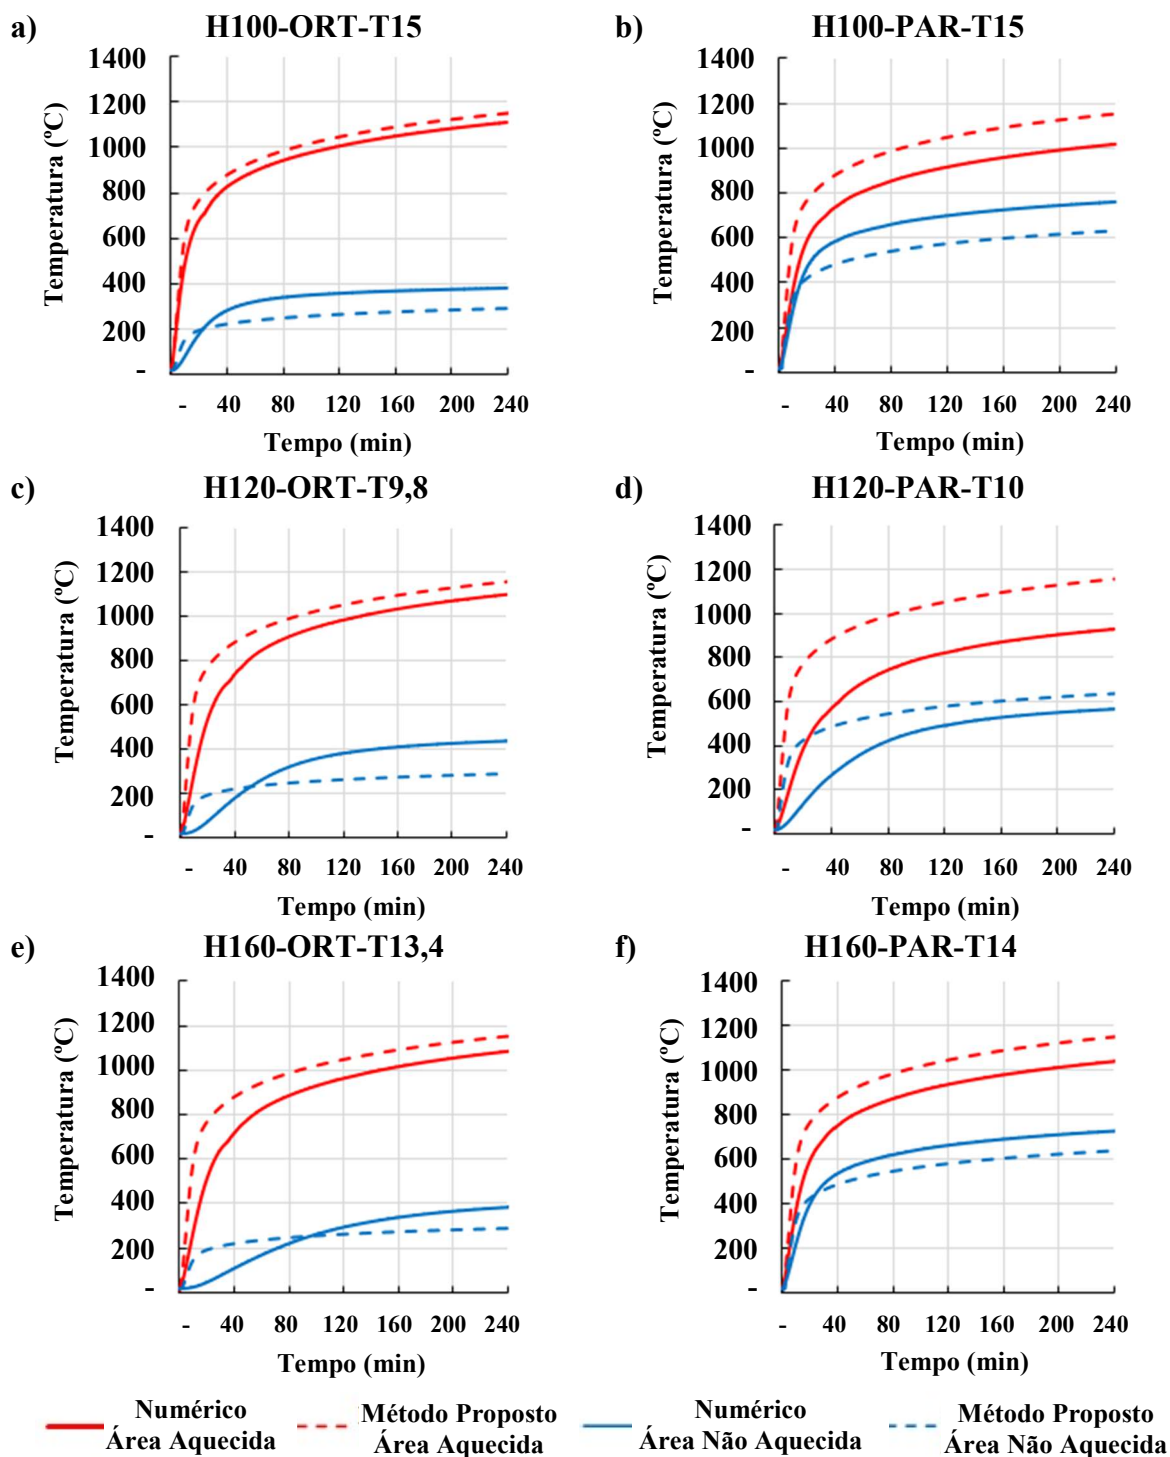 a) H100-ORT-T15
1400
1200
1000
800
600
400
200
-
Temperatura (ºC)
- 40 80 120 160 200 240
Tempo (min)
b) H100-PAR-T15
1400
1200
1000
800
600
400
200
-
Temperatura (ºC)
- 40 80 120 160 200 240
Tempo (min)
c) H120-ORT-T9,8
1400
1200
1000
800
600
400
200
-
Temperatura (ºC)
- 40 80 120 160 200 240
Tempo (min)
d) H120-PAR-T10
1400
1200
1000
800
600
400
200
-
Temperatura (ºC)
- 40 80 120 160 200 240
Tempo (min)
e) H160-ORT-T13,4
1400
1200
1000
800
600
400
200
-
Temperatura (ºC)
- 40 80 120 160 200 240
Tempo (min)
f) H160-PAR-T14
1400
1200
1000
800
600
400
200
-
Temperatura (ºC)
- 40 80 120 160 200 240
Tempo (min)
Numérico
Área Aquecida
Método Proposto
Área Aquecida
Numérico
Área Não Aquecida
Método Proposto
Área Não Aquecida